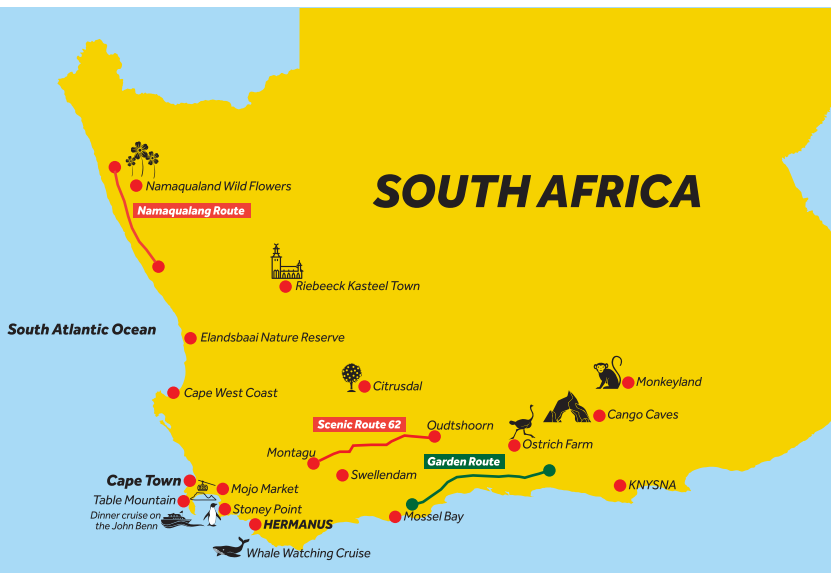 SOUTH AFRICA
Namaqualand Wild Flowers
Namaqualang Route
Riebeeck Kasteel Town
South Atlantic Ocean
Elandsbaai Nature Reserve
Citrusdal
Monkeyland
Cape West Coast
Cango Caves
Scenic Route 62
Oudtshoorn
Ostrich Farm
Montagu
Garden Route
Swellendam
Cape Town
Mojo Market
KNYSNA
Table Mountain
Stoney Point
Dinner cruise on
the John Benn
Mossel Bay
HERMANUS
Whale Watching Cruise